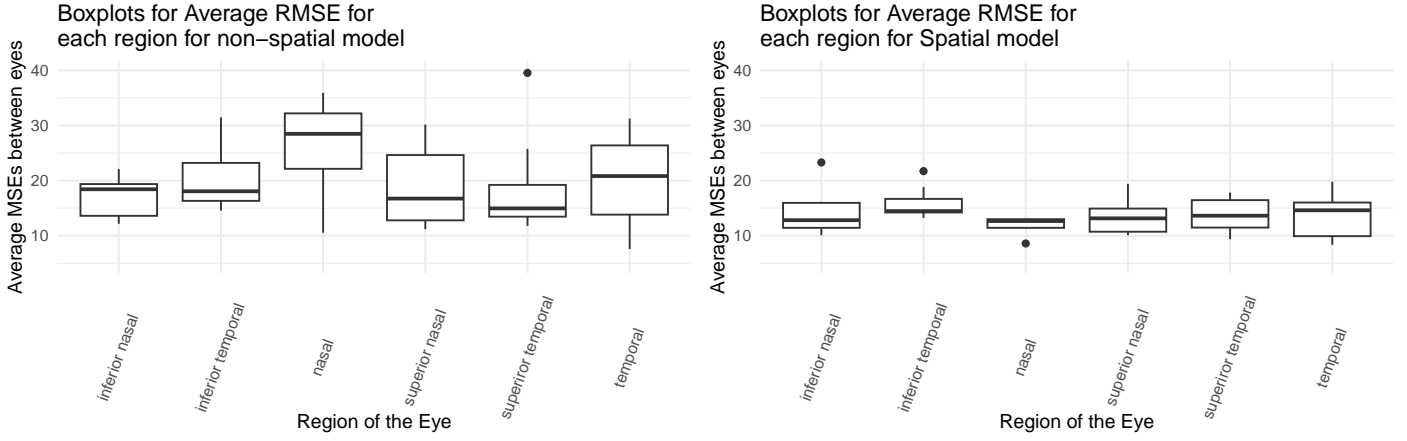 Boxplots for Average RMSE for
each region for non−spatial model
Average MSEs between eyes
40
30
20
10
inferior nasal
inferior temporal
nasal
superior nasal
superiror temporal
temporal
Region of the Eye
Boxplots for Average RMSE for
each region for Spatial model
Average MSEs between eyes
40
30
20
10
inferior nasal
inferior temporal
nasal
superior nasal
superiror temporal
temporal
Region of the Eye